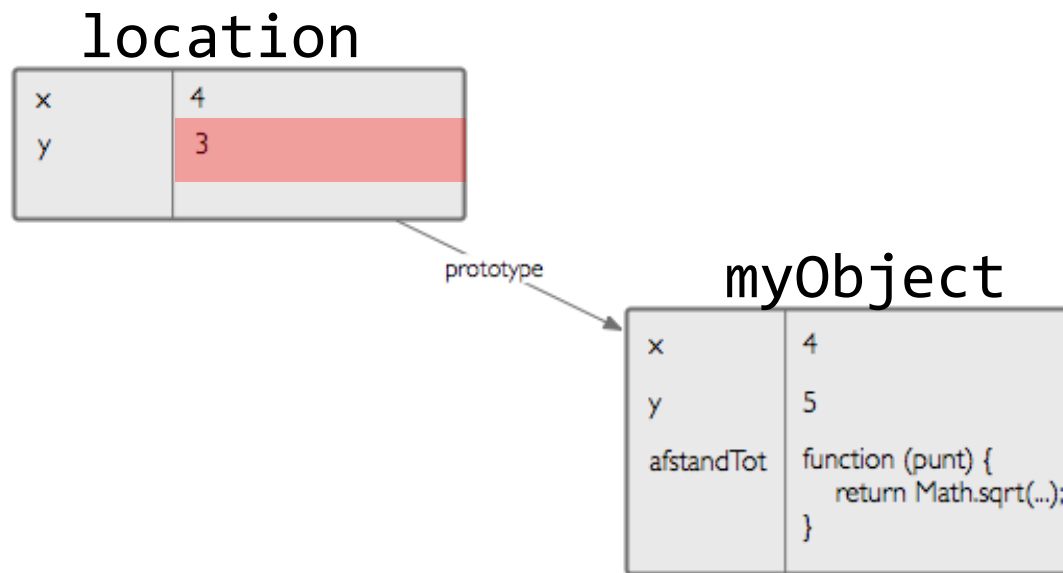 location
x 4
y 3
prototype
myObject
x 4
y 5
afstandTot function (punt) {
return Math.sqrt(...);
}